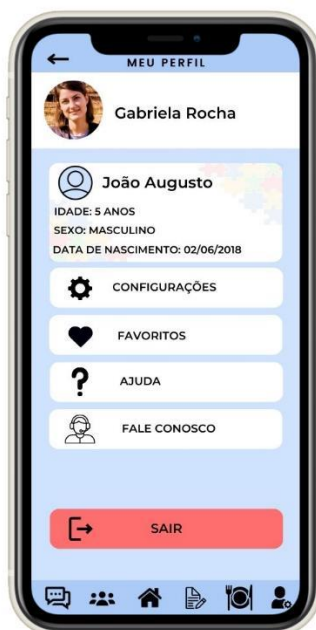 MEU PERFIL
Gabriela Rocha
João Augusto
IDADE: 5 ANOS
SEXO: MASCULINO
DATA DE NASCIMENTO: 02/06/2018
CONFIGURAÇÕES
FAVORITOS
AJUDA
FALE CONOSCO
SAIR